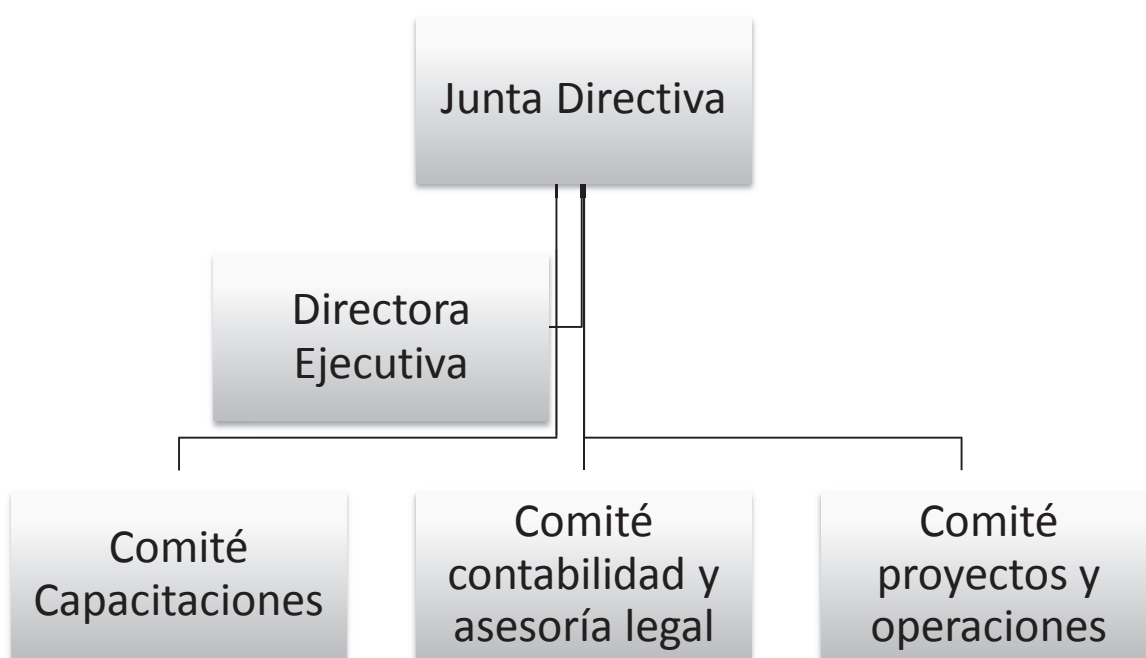 Junta Directiva
Directora
Ejecutiva
Comité
Capacitaciones
Comité
contabilidad y
asesoría legal
Comité
proyectos y
operaciones